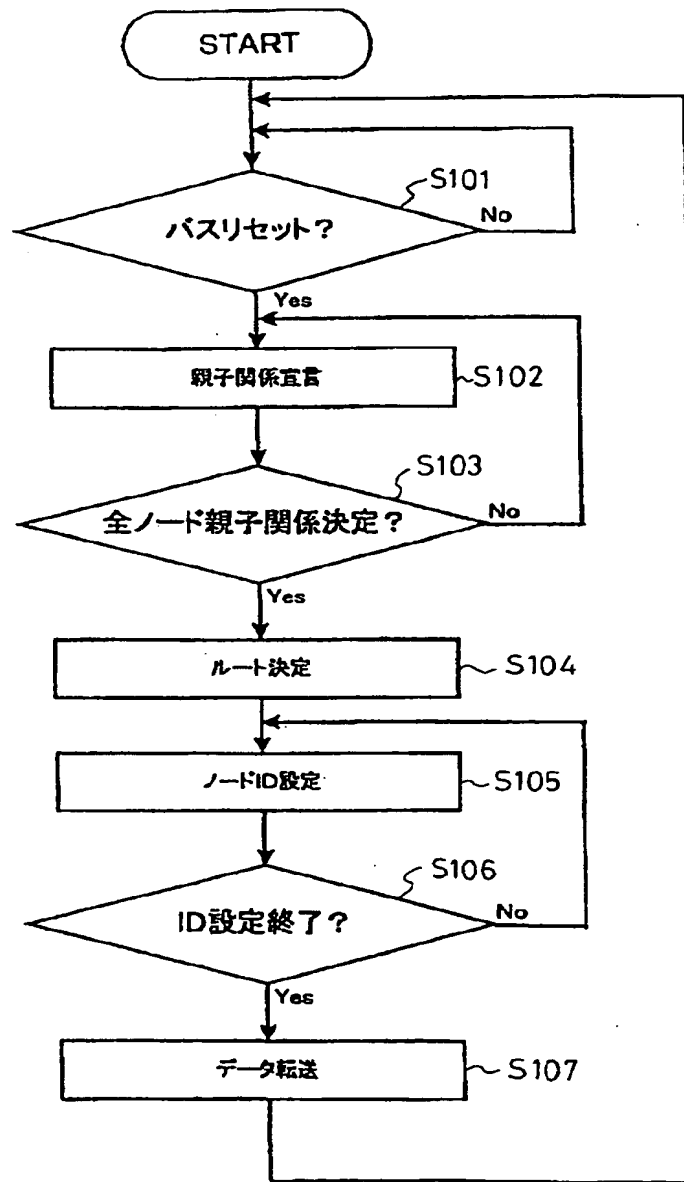 START
S101
バスリセット?
No
Yes
親子関係宣言
S102
S103
全ノード親子関係決定?
No
Yes
ルート決定
S104
ノードID設定
S105
S106
ID設定終了?
No
Yes
データ転送
S107